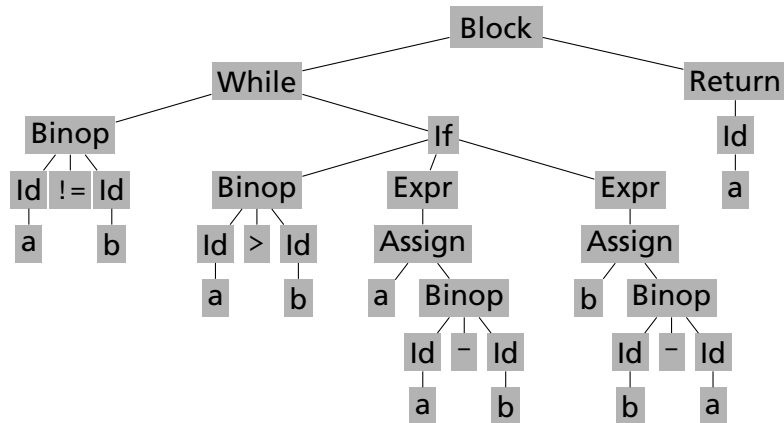 Block
While Return
Binop If Id
Id != Id Binop Expr Expr a
a b Id > Id Assign Assign
a b a Binop b Binop
Id - Id Id - Id
a b b a